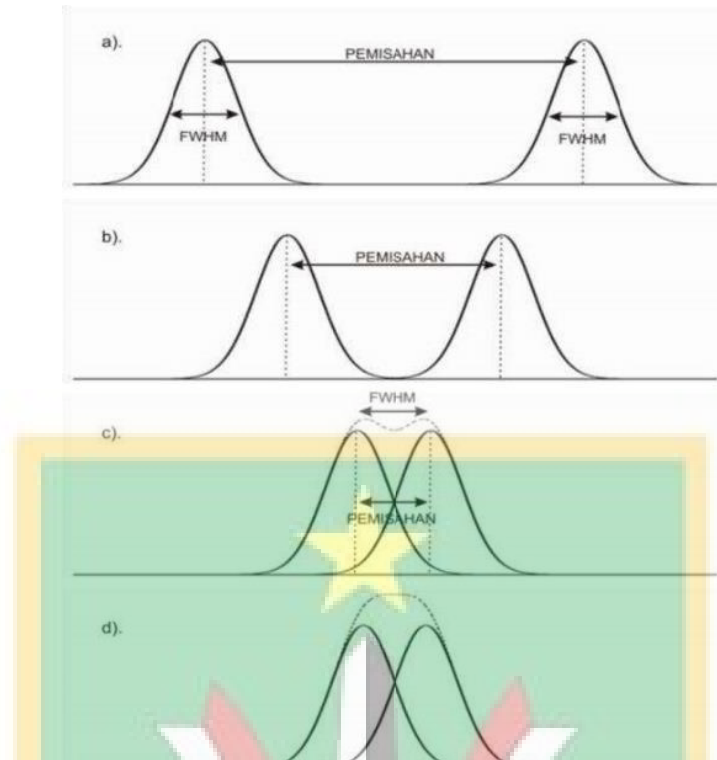 a).
PEMISAHAN
FWHM
FWHM
b).
PEMISAHAN
FWHM
c).
PEMISAHAN
d).